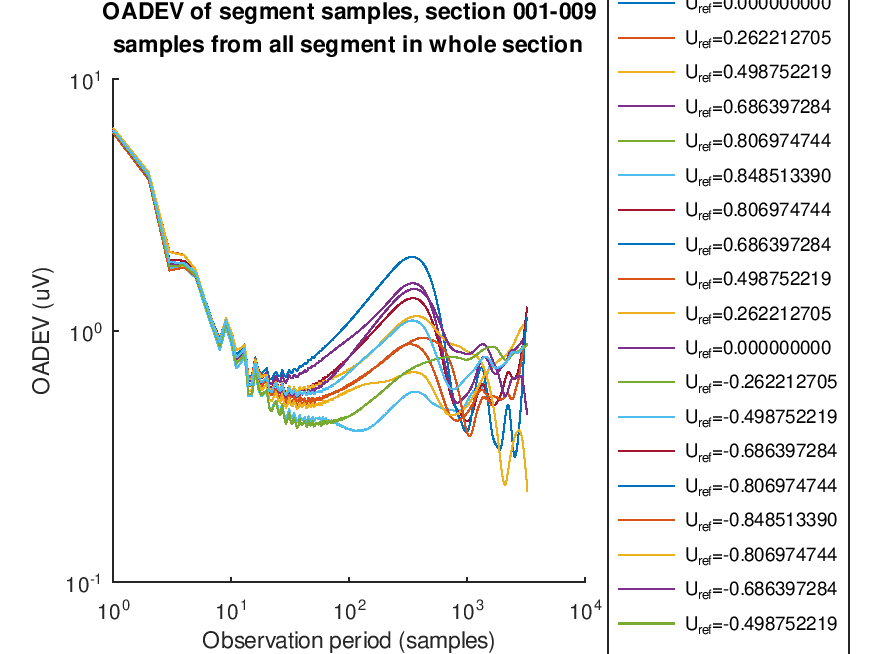 OADEV of segment samples, section 001-009
samples from all segment in whole section
10^1
10^0
10^-1
OADEV (uV)
10^0
10^1
10^2
10^3
10^4
Observation period (samples)
U_ref=0.000000000
U_ref=0.262212705
U_ref=0.498752219
U_ref=0.686397284
U_ref=0.806974744
U_ref=0.848513390
U_ref=0.806974744
U_ref=0.686397284
U_ref=0.498752219
U_ref=0.262212705
U_ref=0.000000000
U_ref=-0.262212705
U_ref=-0.498752219
U_ref=-0.686397284
U_ref=-0.806974744
U_ref=-0.848513390
U_ref=-0.806974744
U_ref=-0.686397284
U_ref=-0.498752219